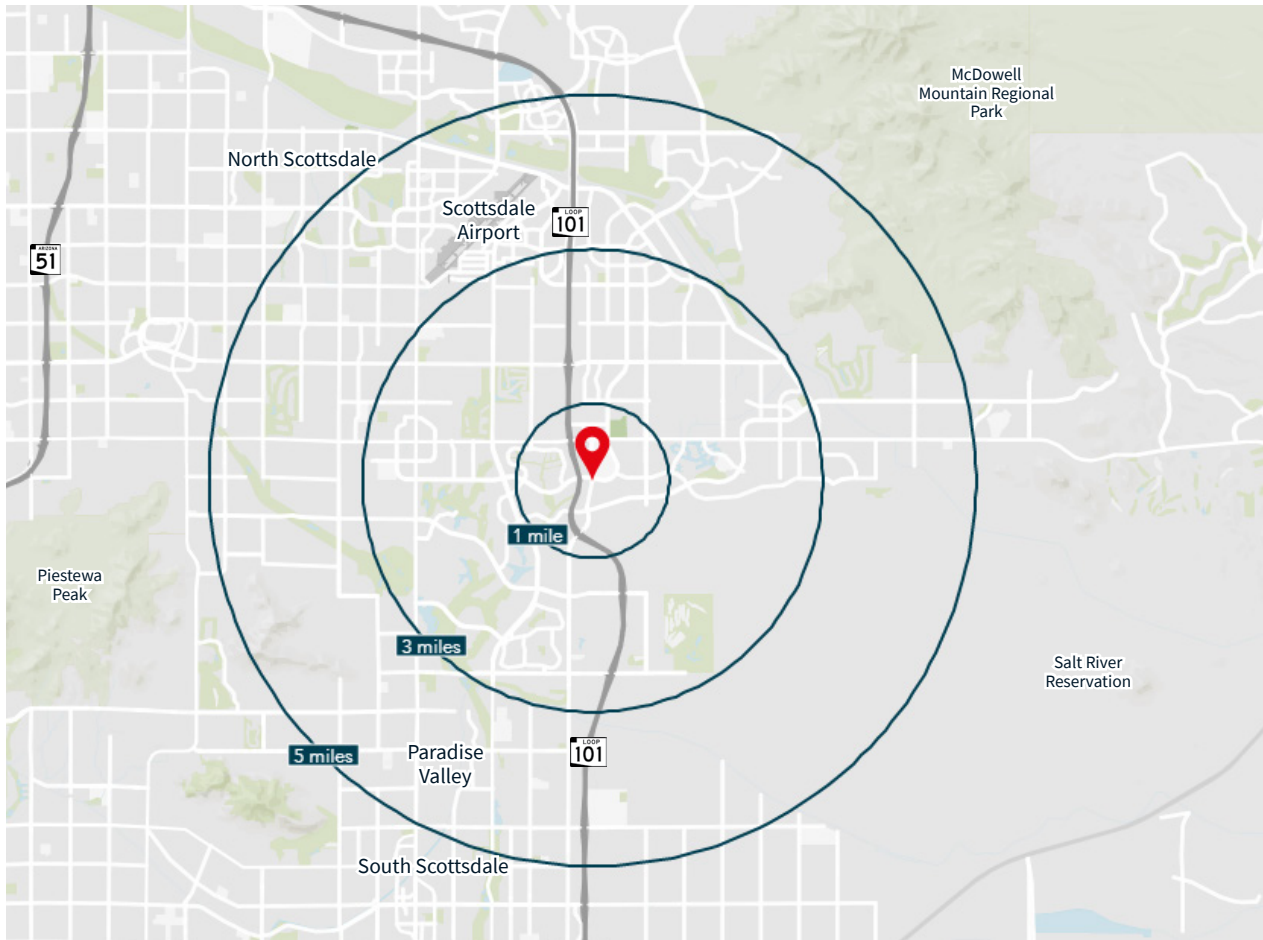 McDowell
Mountain Regional
Park
North Scottsdale
Scottsdale
Airport
LOOP
101
ARIZONA
51
1 mile
Piestewa
Peak
3 miles
Salt River
Reservation
LOOP
101
Paradise
Valley
5 miles
South Scottsdale